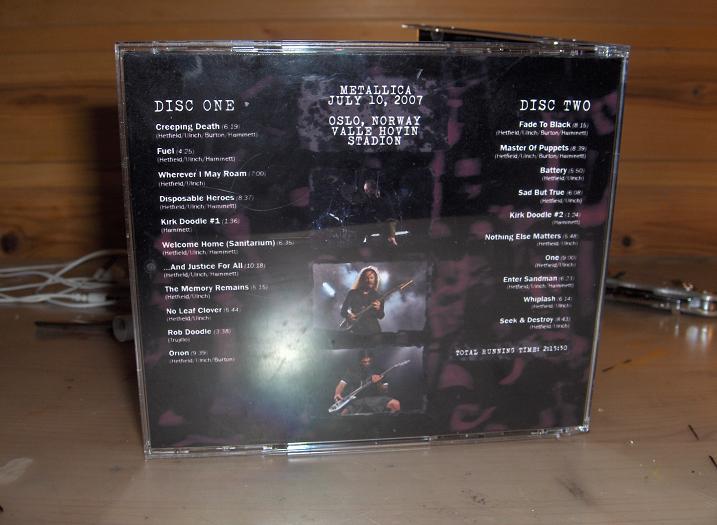 METALLICA
JULY 10, 2007
OSLO, NORWAY
VALLE HOVIN
STADION
DISC ONE
Creeping Death (6:19)
(Hetfield/Ulrich, Burton/Hammett)
Fuel (4:25)
(Hetfield/Ulrich/Hammett)
Wherever I May Roam (7:00)
(Hetfield/Ulrich)
Disposable Heroes (8:37)
(Hetfield/Ulrich/Hammett)
Kirk Doodle #1 (1:36)
(Hammett)
Welcome Home (Sanitarium) (6:35)
(Hetfield/Ulrich/Hammett)
...And Justice For All (10:18)
(Hetfield/Ulrich/Hammett)
The Memory Remains (5:15)
(Hetfield/Ulrich)
No Leaf Clover (5:44)
(Hetfield/Ulrich)
Rob Doodle (3:38)
(Trujillo)
Orion (9:39)
(Hetfield/Ulrich/Burton)
DISC TWO
Fade To Black (8:15)
(Hetfield/Ulrich, Burton/Hammett)
Master Of Puppets (8:39)
(Hetfield/Ulrich/Burton/Hammett)
Battery (5:50)
(Hetfield/Ulrich)
Sad But True (6:08)
(Hetfield/Ulrich)
Kirk Doodle #2 (1:34)
(Hammett)
Nothing Else Matters (5:48)
(Hetfield/Ulrich)
One (9:00)
(Hetfield/Ulrich)
Enter Sandman (6:23)
(Hetfield/Ulrich/Hammett)
Whiplash (6:14)
(Hetfield/Ulrich)
Seek & Destroy (8:43)
(Hetfield/Ulrich)
TOTAL RUNNING TIME: 2:15:50